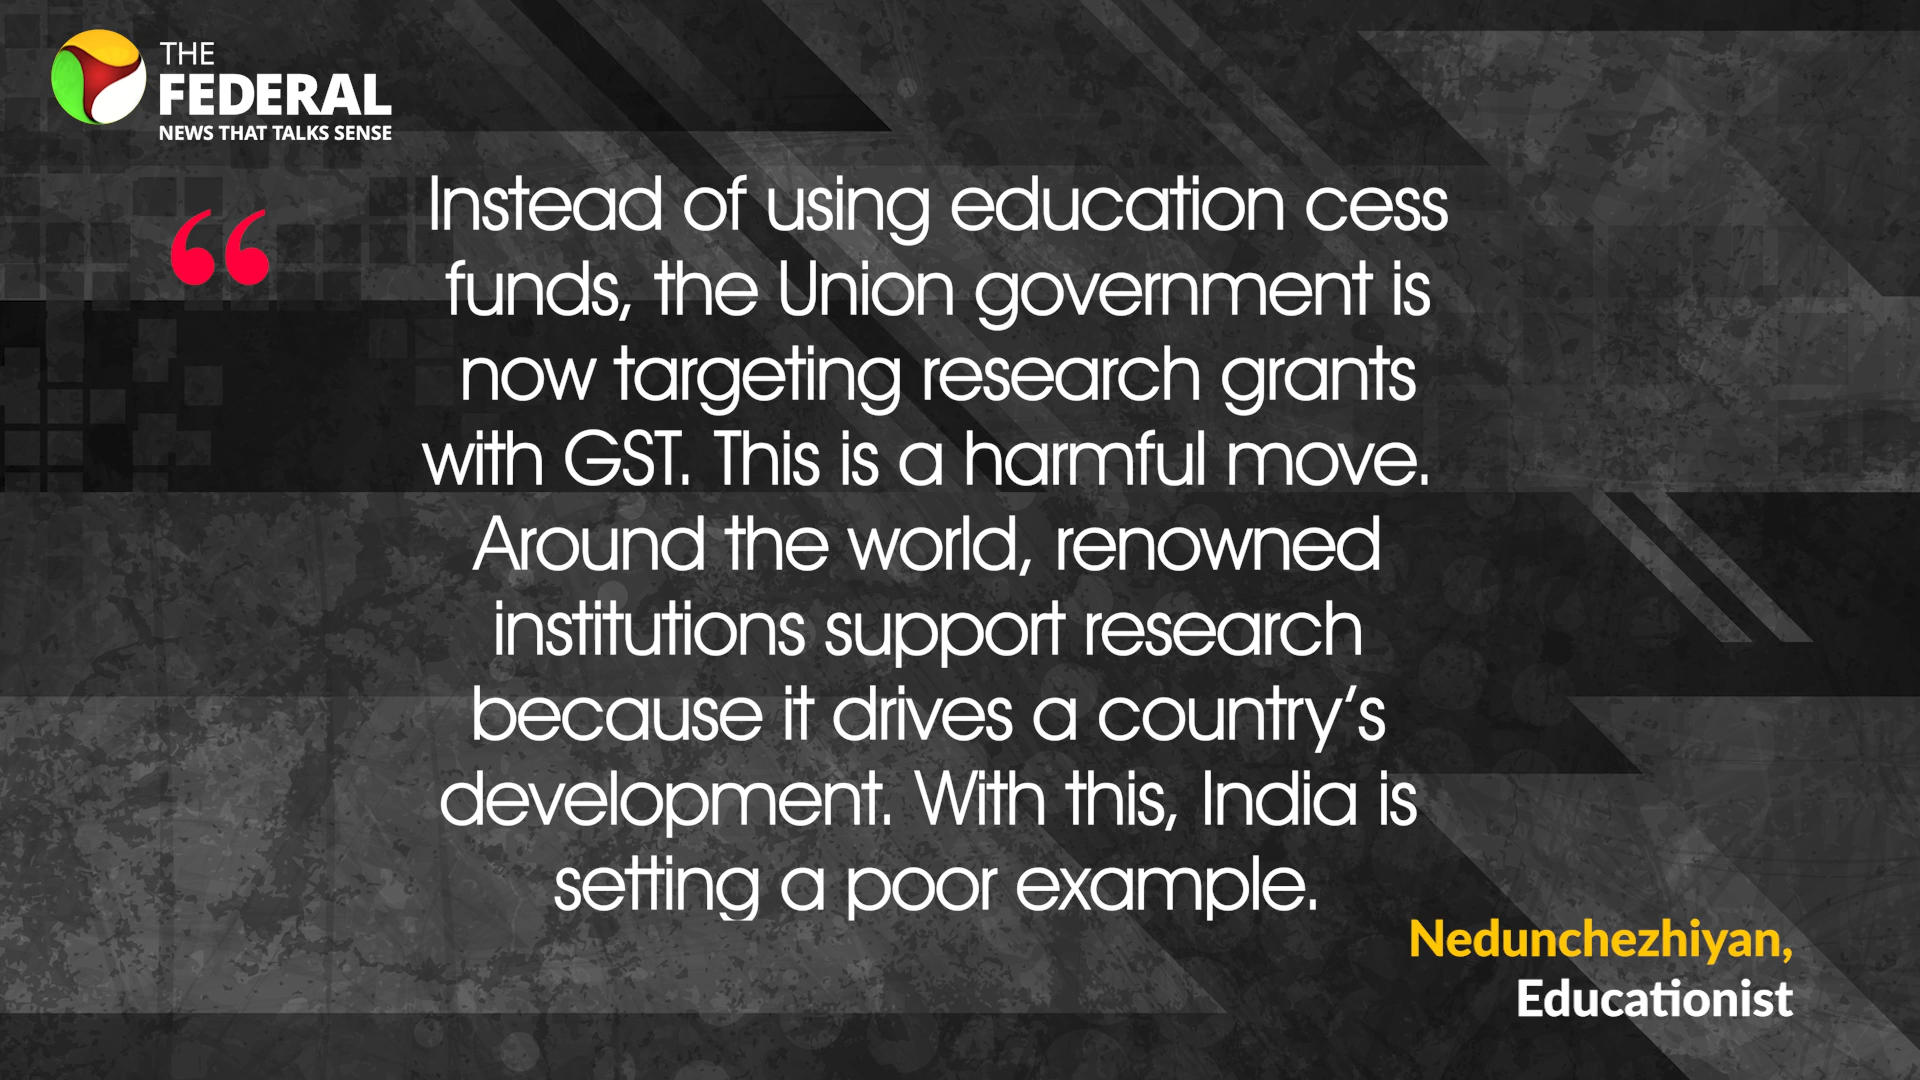 THE
FEDERAL
NEWS THAT TALKS SENSE
“
Instead of using education cess
funds, the Union government is
now targeting research grants
with GST. This is a harmful move.
Around the world, renowned
institutions support research
because it drives a country’s
development. With this, India is
setting a poor example.
Nedunchezhiyan,
Educationist